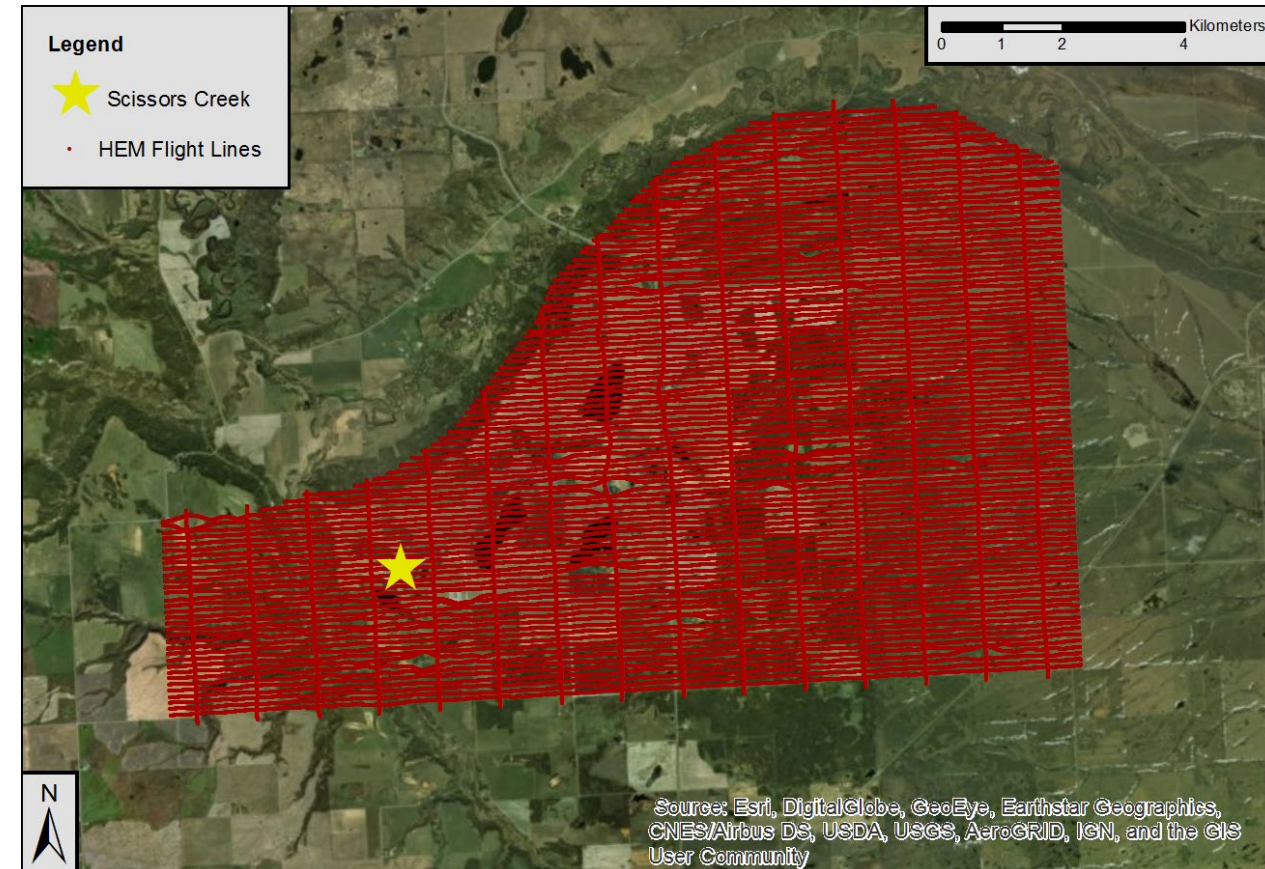 Legend
Scissors Creek
HEM Flight Lines
Kilometers
0 1 2 4
N
Source: Esri, DigitalGlobe, GeoEye, Earthstar Geographics,
CNES/Airbus DS, USDA, USGS, AeroGRID, IGN, and the GIS
User Community